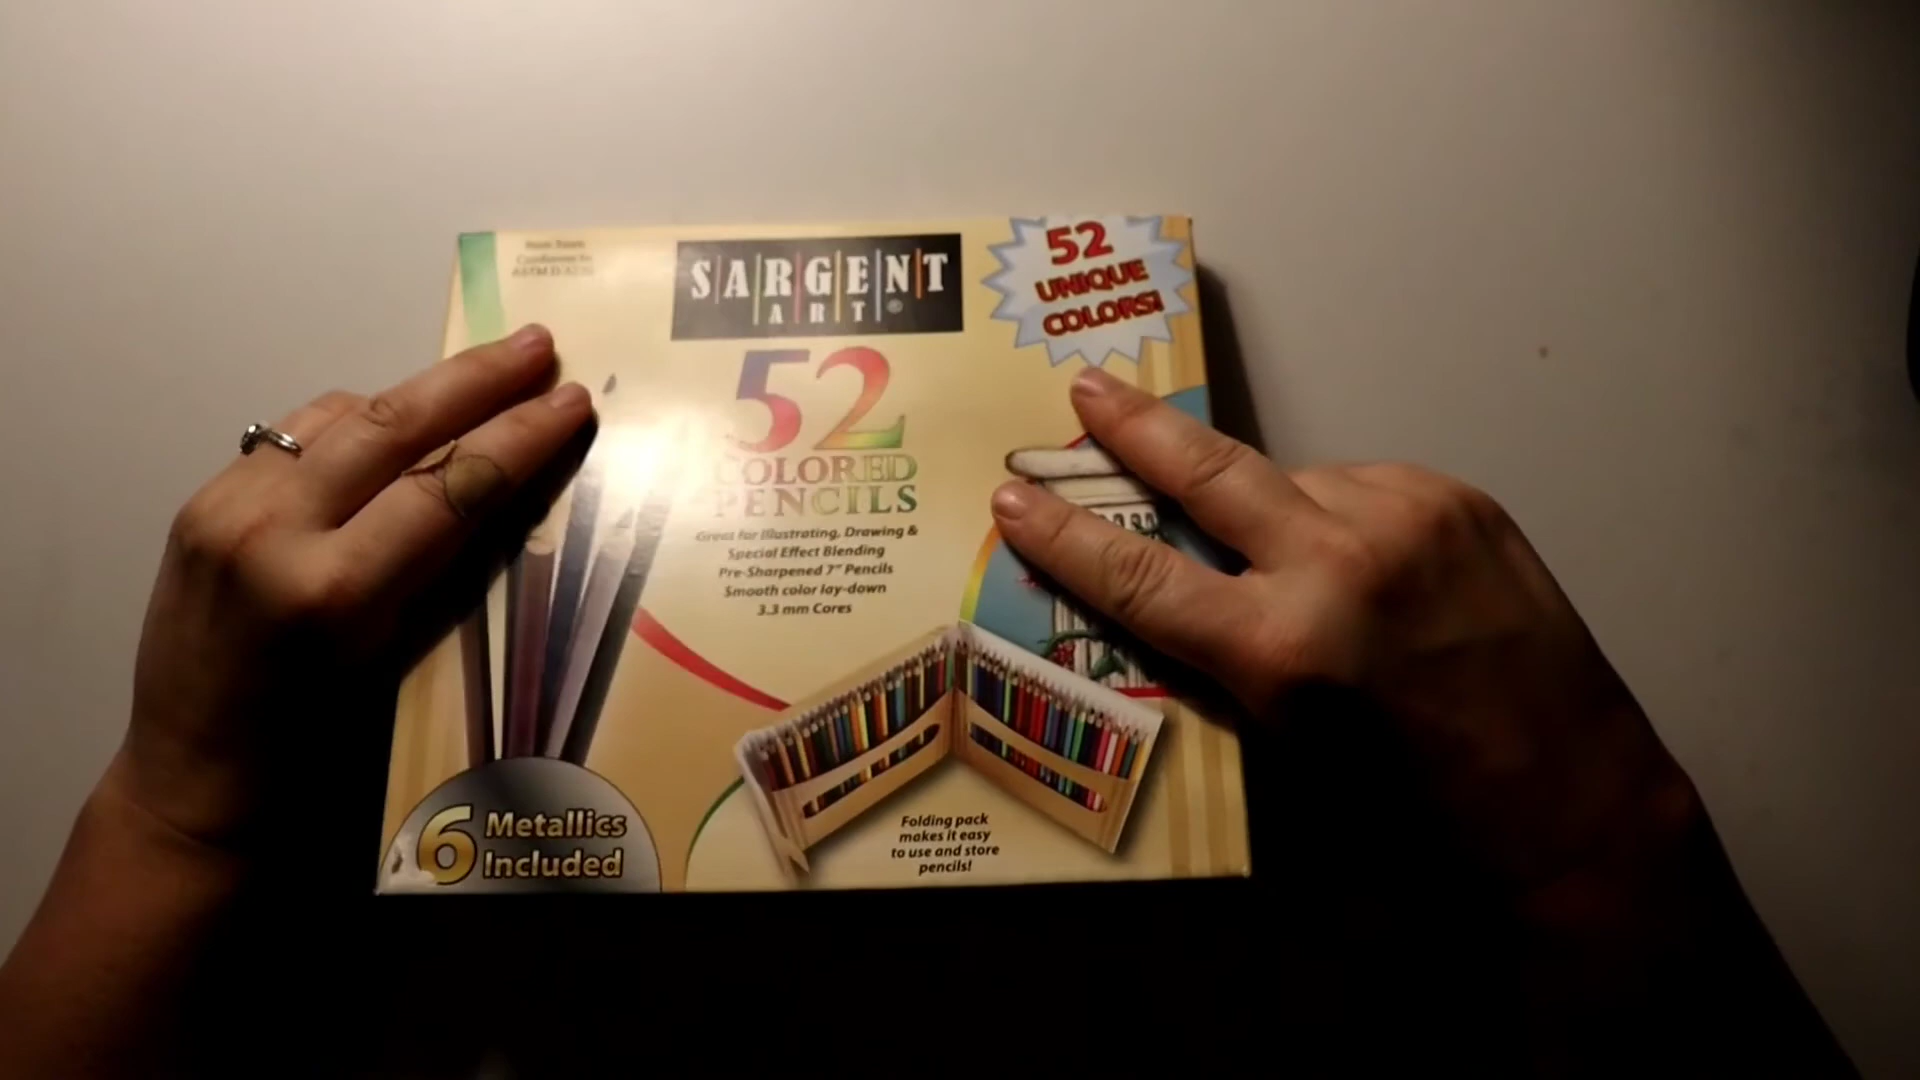 SARGENT
ART
52
UNIQUE
COLORS!
52
COLORED
PENCILS
Great for Illustrating, Drawing &
Special Effect Blending
Pre-Sharpened 7" Pencils
Smooth color lay-down
3.3 mm Cores
6 Metallics
Included
Folding pack
makes it easy
to use and store
pencils!